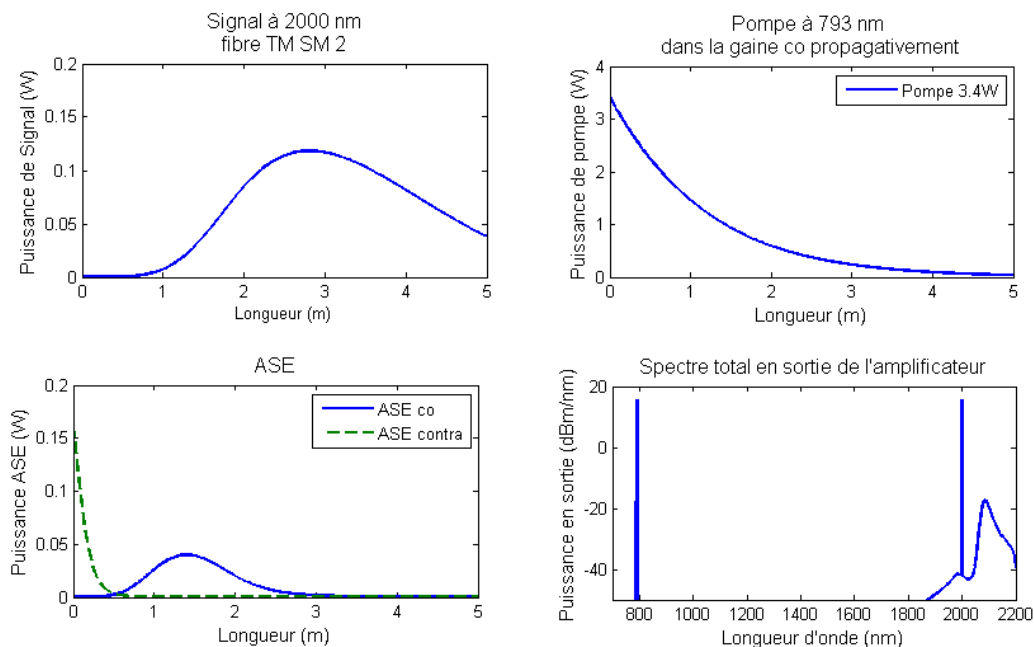 Signal à 2000 nm
fibre TM SM 2
0.2
0.15
0.1
0.05
0
Puissance de Signal (W)
0 1 2 3 4 5
Longueur (m)
Pompe à 793 nm
dans la gaine co propagativement
4
3
2
1
0
Puissance de pompe (W)
Pompe 3.4W
0 1 2 3 4 5
Longueur (m)
ASE
0.2
0.15
0.1
0.05
0
Puissance ASE (W)
ASE co
ASE contra
0 1 2 3 4 5
Longueur (m)
Spectre total en sortie de l'amplificateur
20
0
-20
-40
Puissance en sortie (dBm/nm)
800 1000 1200 1400 1600 1800 2000 2200
Longueur d'onde (nm)